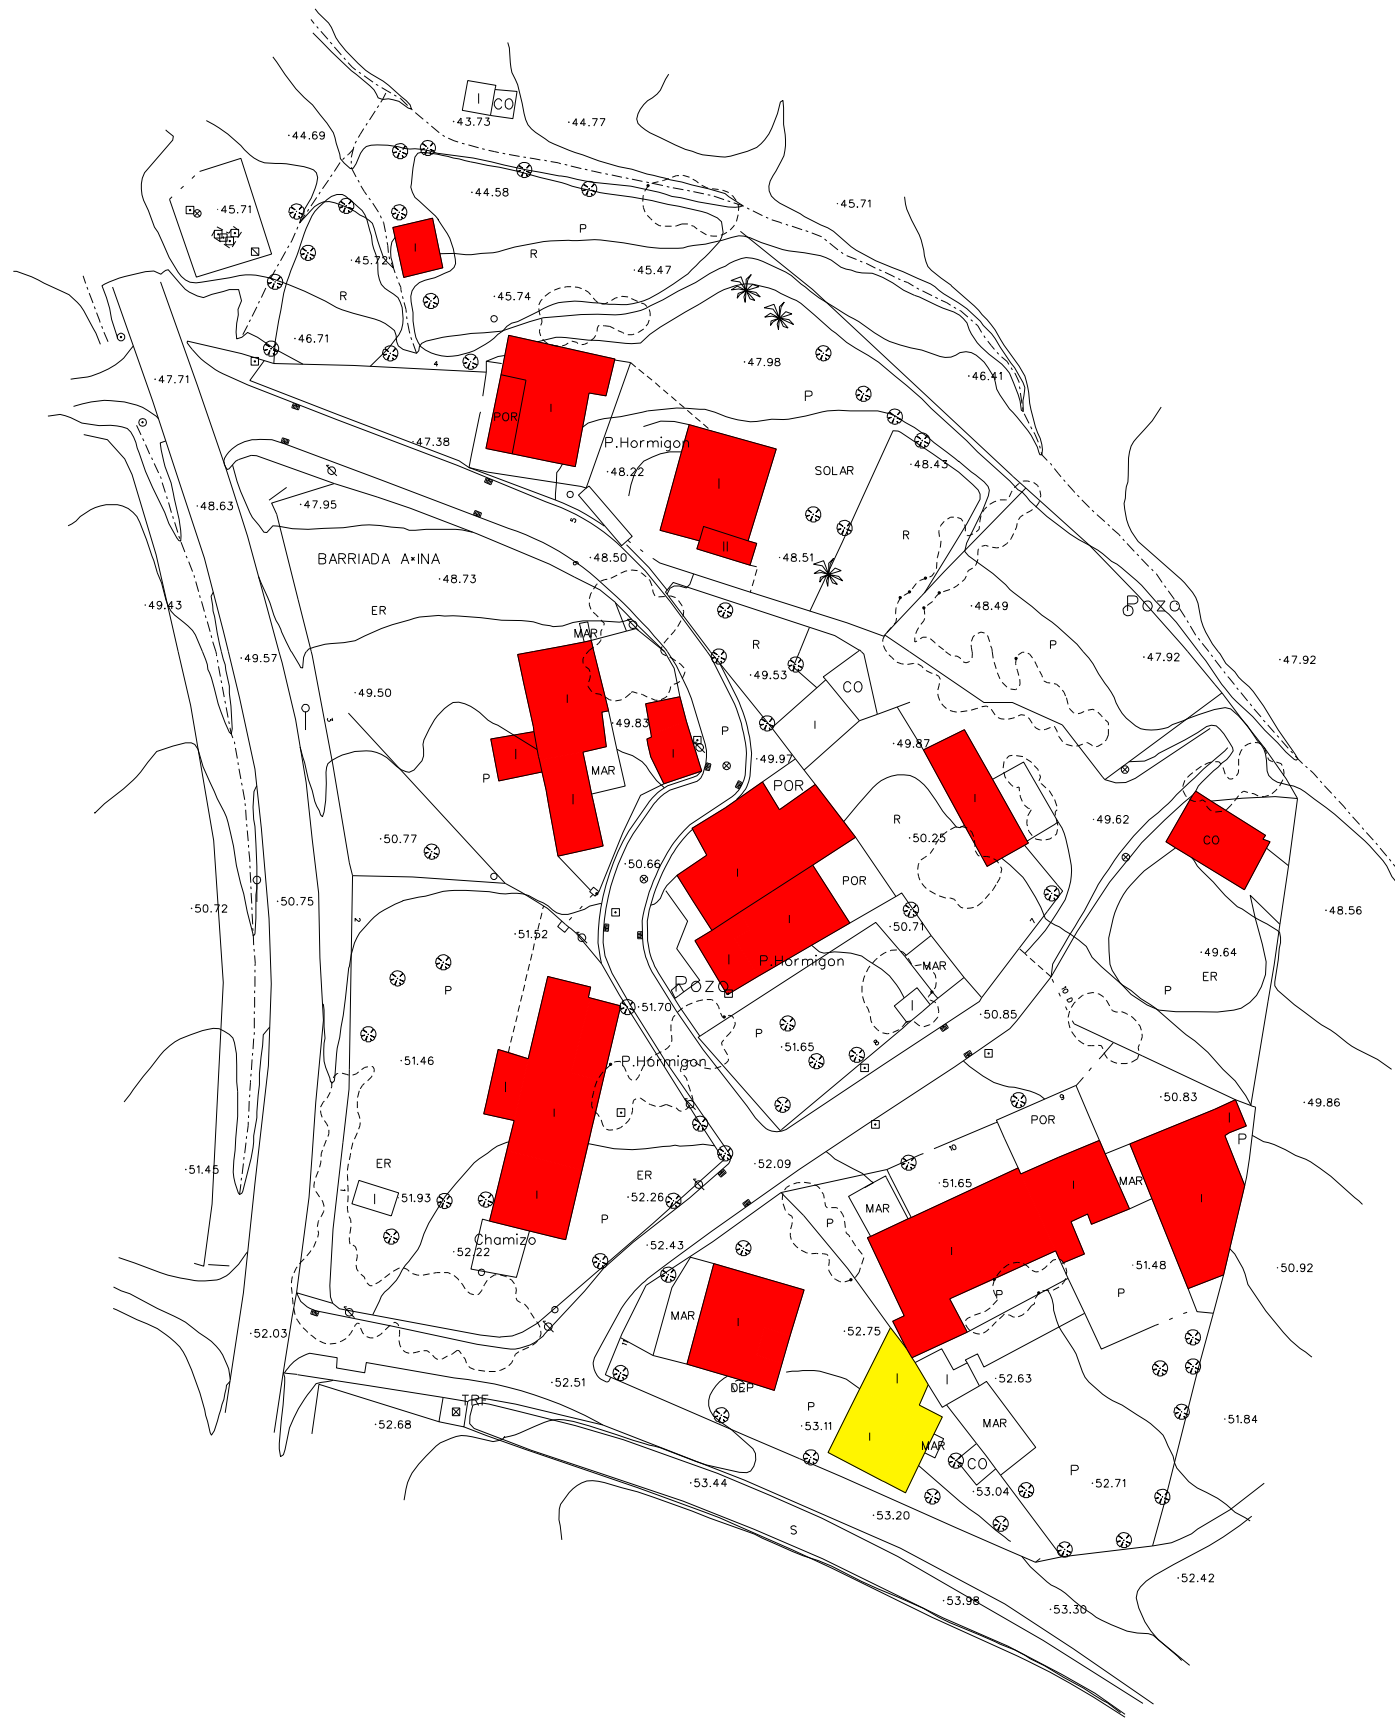 I
CO
·43.73
·44.77
·44.69
·44.58
·45.71
·45.71
P
·45.72
I
R
·45.47
R
·45.74
·46.71
4
·47.98
·47.71
·46.41
P
POR
I
·47.38
P.Hormigon
·48.22
I
SOLAR
·48.43
·48.63
·47.95
5
R
II
BARRIADA A×INA
·48.50
·48.51
6
·48.73
·49.43
ER
·48.49
Pozo
MAR
R
P
·49.57
·47.92
·47.92
·49.53
CO
·49.50
I
3
·49.83
P
I
·49.87
I
I
·49.97
P
MAR
POR
I
I
R
·49.62
·50.77
·50.25
CO
·50.66
I
POR
·50.72
·50.75
2
I
·50.71
·48.56
·51.52
7
·49.64
I
P.Hormigon
MAR
ER
P
P
Pozo
10 D
·51.70
I
·50.85
P
·51.65
8
·51.46
P.Hormigon
I
9
·50.83
·49.86
I
POR
I
10
P
ER
·52.09
·51.45
ER
·51.65
MAR
I
I
·51.93
I
·52.26
I
MAR
I
P
P
Chamizo
·52.43
I
·52.22
·51.48
·50.92
P
P
MAR
I
·52.03
·52.75
11
I
I
·52.63
·52.51
DEP
TRF
P
·52.68
·53.11
MAR
·51.84
I
MAR
CO
P
·53.44
·52.71
·53.04
·53.20
S
·52.42
·53.98
·53.30